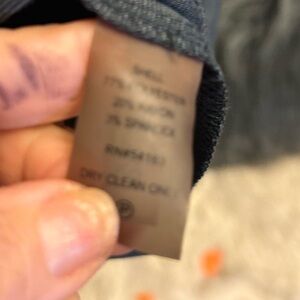 SHELL
77% POLYESTER
20% RAYON
3% SPANDEX
DRY CLEAN ONLY
P